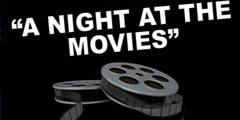 “A NIGHT AT THE
MOVIES”